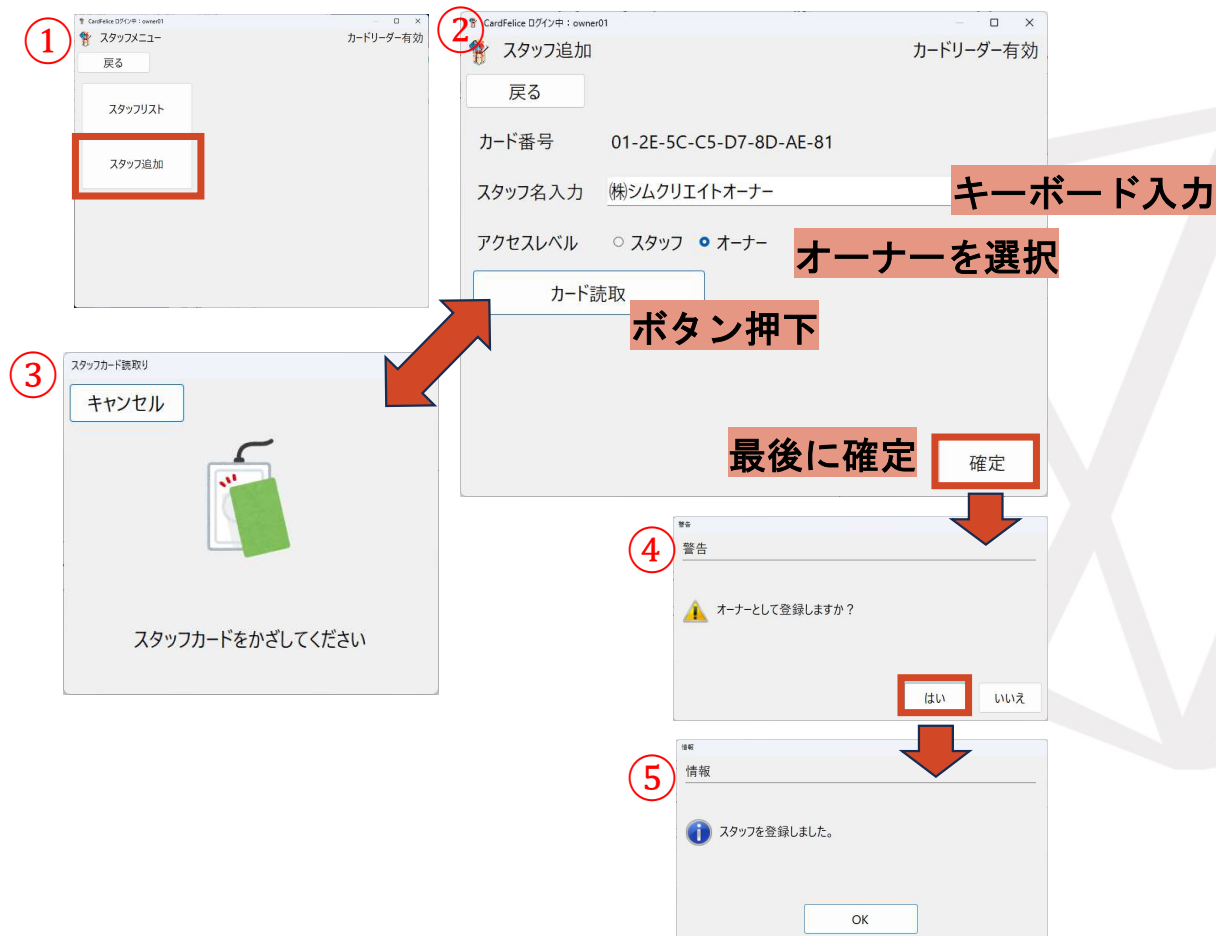 ①
CardFelice ログイン中：owner01
スタッフメニュー
カードリーダー有効
戻る
スタッフリスト
スタッフ追加
②
CardFelice ログイン中：owner01
スタッフ追加
カードリーダー有効
戻る
カード番号 01-2E-5C-C5-D7-8D-AE-81
スタッフ名入力 ㈱シムクリエイトオーナー
キーボード入力
アクセスレベル スタッフ オーナー
オーナーを選択
カード読取
ボタン押下
最後に確定
確定
③
スタッフカード読取り
キャンセル
スタッフカードをかざしてください
④
警告
警告
オーナーとして登録しますか？
はい いいえ
⑤
情報
情報
スタッフを登録しました。
OK